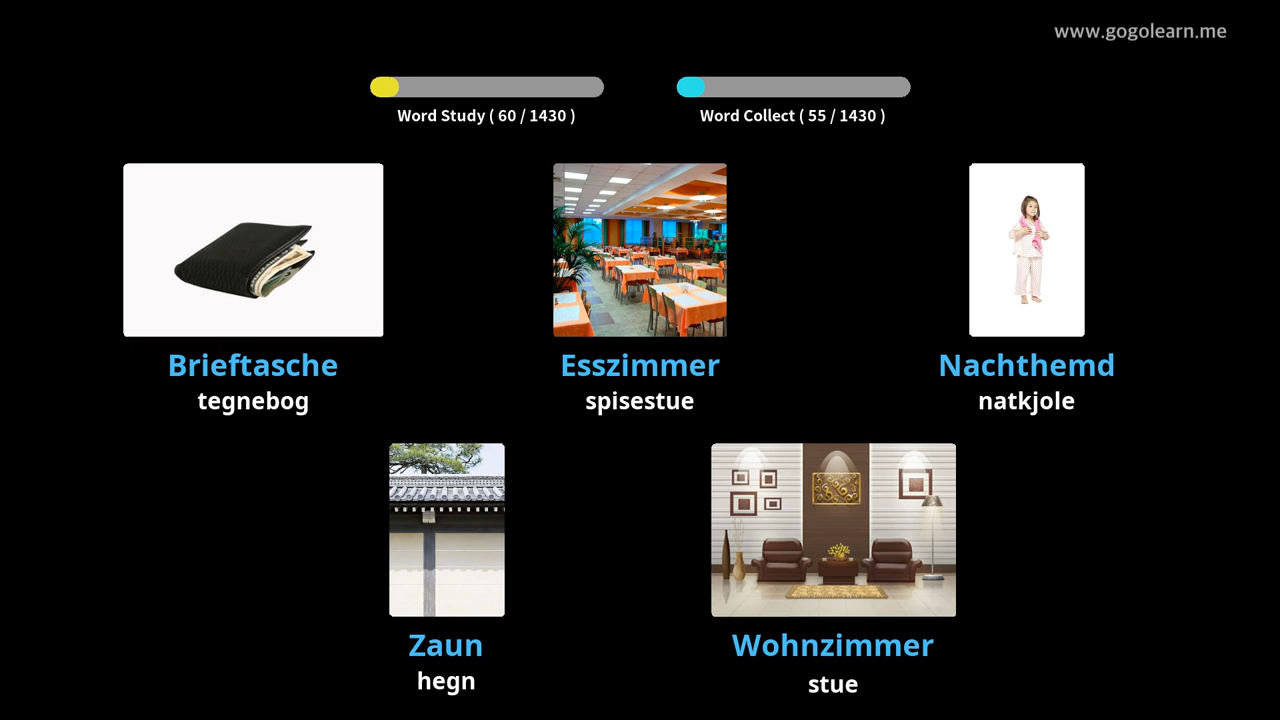 www.gogolearn.me
Word Study ( 60 / 1430 )
Word Collect ( 55 / 1430 )
Brieftasche
tegnebog
Esszimmer
spisestue
Nachthemd
natkjole
Zaun
hegn
Wohnzimmer
stue